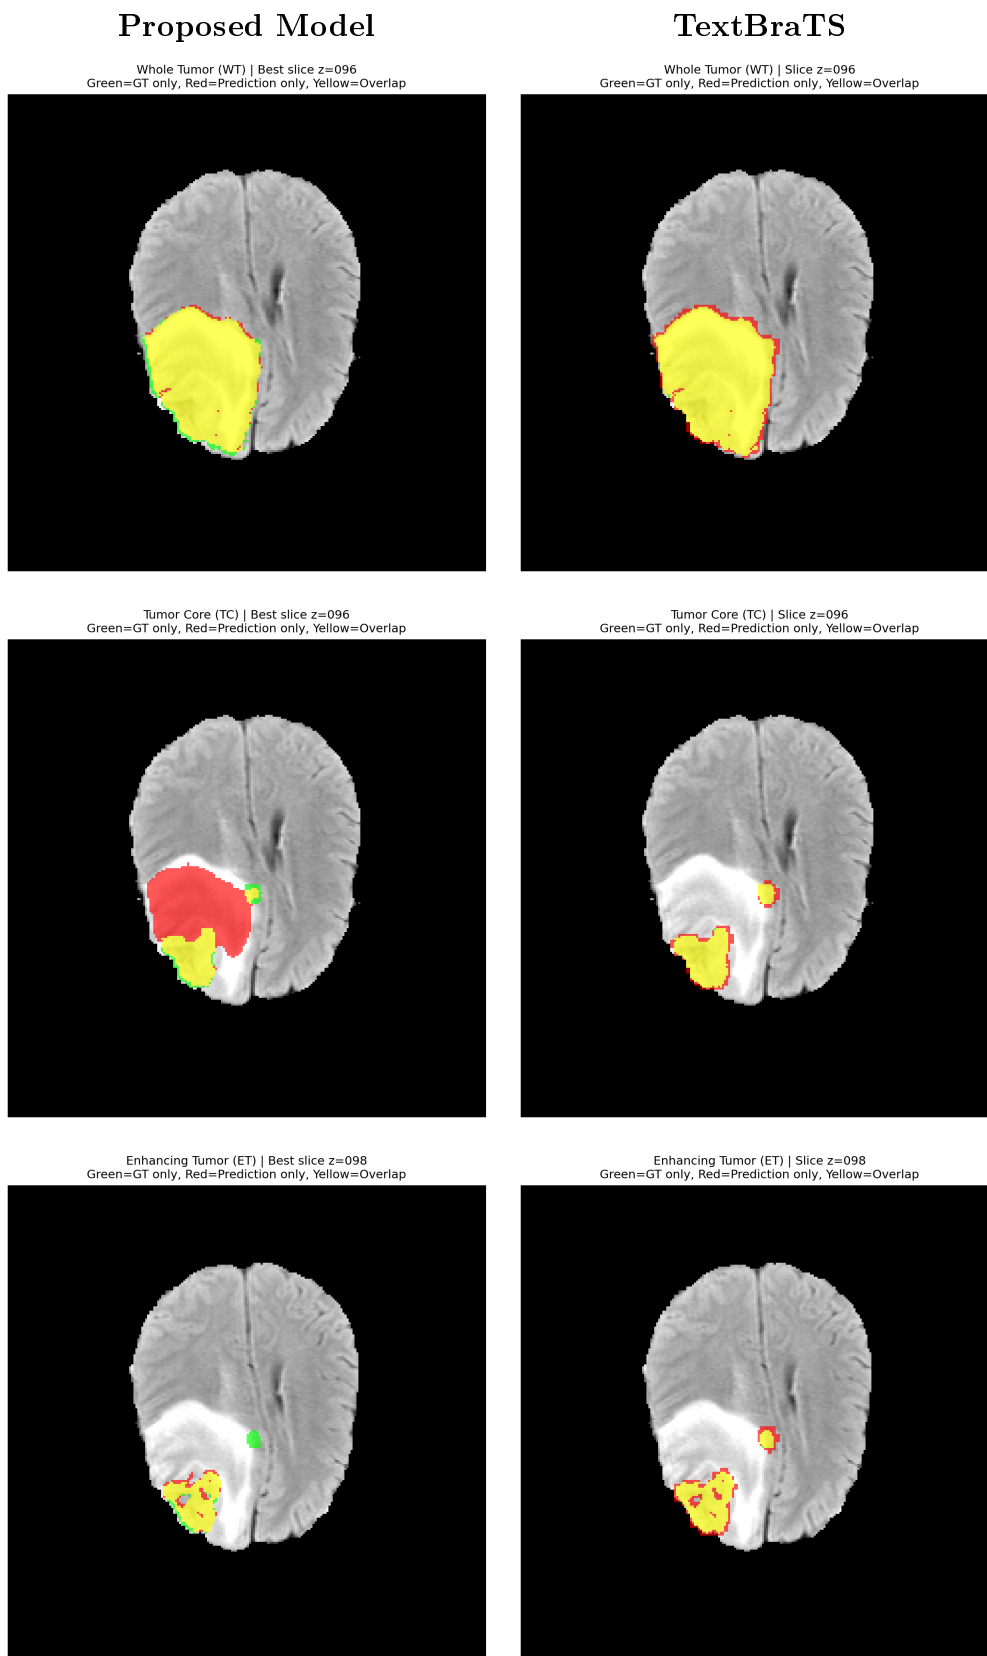 Proposed Model
TextBraTS
Whole Tumor (WT) | Best slice z=096
Green=GT only, Red=Prediction only, Yellow=Overlap
Whole Tumor (WT) | Slice z=096
Green=GT only, Red=Prediction only, Yellow=Overlap
Tumor Core (TC) | Best slice z=096
Green=GT only, Red=Prediction only, Yellow=Overlap
Tumor Core (TC) | Slice z=096
Green=GT only, Red=Prediction only, Yellow=Overlap
Enhancing Tumor (ET) | Best slice z=098
Green=GT only, Red=Prediction only, Yellow=Overlap
Enhancing Tumor (ET) | Slice z=098
Green=GT only, Red=Prediction only, Yellow=Overlap